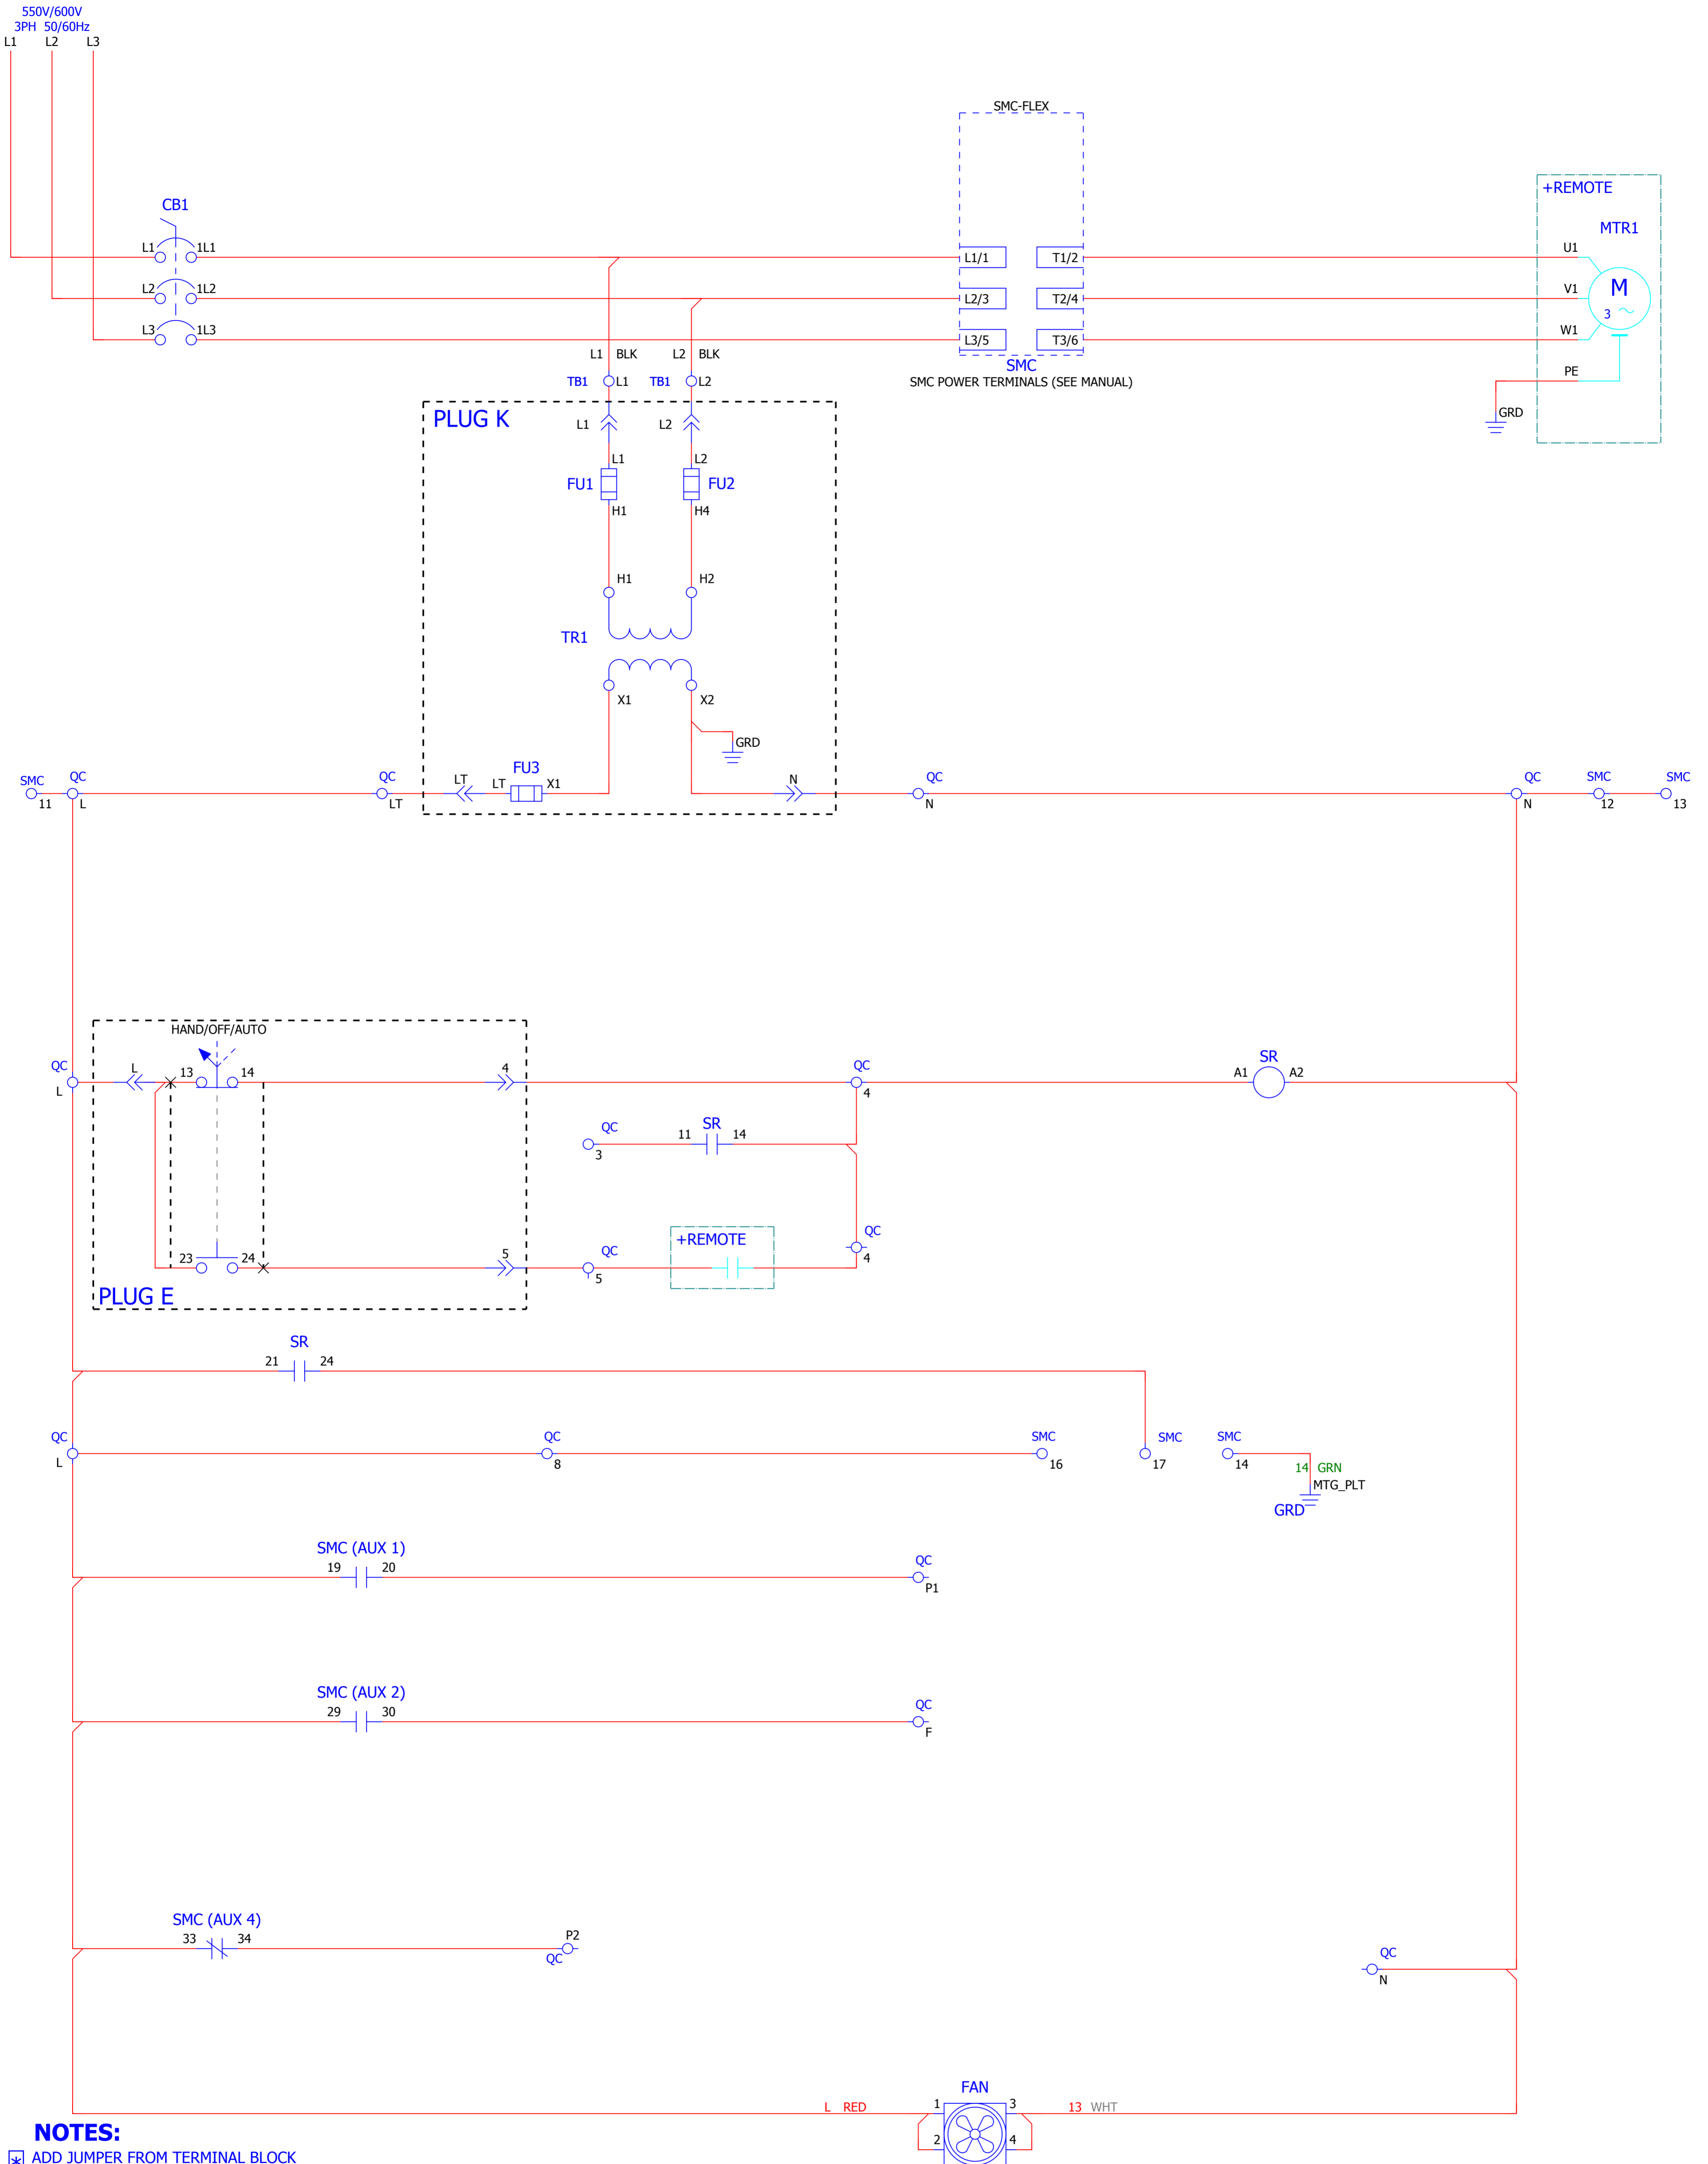 550V/600V
3PH 50/60Hz
L1 L2 L3
SMC-FLEX
+REMOTE
CB1
MTR1
L1 1L1 L1/1 T1/2 U1
L2 1L2 L2/3 T2/4 V1 M
3
L3 1L3 L3/5 T3/6 W1
L1 BLK L2 BLK
SMC
SMC POWER TERMINALS (SEE MANUAL)
PE
TB1 L1 TB1 L2
GRD
PLUG K
L1 L2
L1 L2
FU1 FU2
H1 H4
H1 H2
TR1
X1 X2
GRD
FU3
SMC QC QC LT LT X1 N QC QC SMC SMC
11 L LT N N 12 13
HAND/OFF/AUTO
QC L 13 14 4 QC SR
L 4 A1 A2
QC SR
3 11 14
QC
+REMOTE
4
23 24 5 QC
5
PLUG E
SR
21 24
QC QC SMC SMC SMC
L 8 16 17 14
14 GRN
MTG_PLT
GRD
SMC (AUX 1)
19 20 QC
P1
SMC (AUX 2)
29 30 QC
F
SMC (AUX 4)
33 34 P2
QC
QC
N
FAN
L RED 1 3 13 WHT
2 4
NOTES:
* ADD JUMPER FROM TERMINAL BLOCK